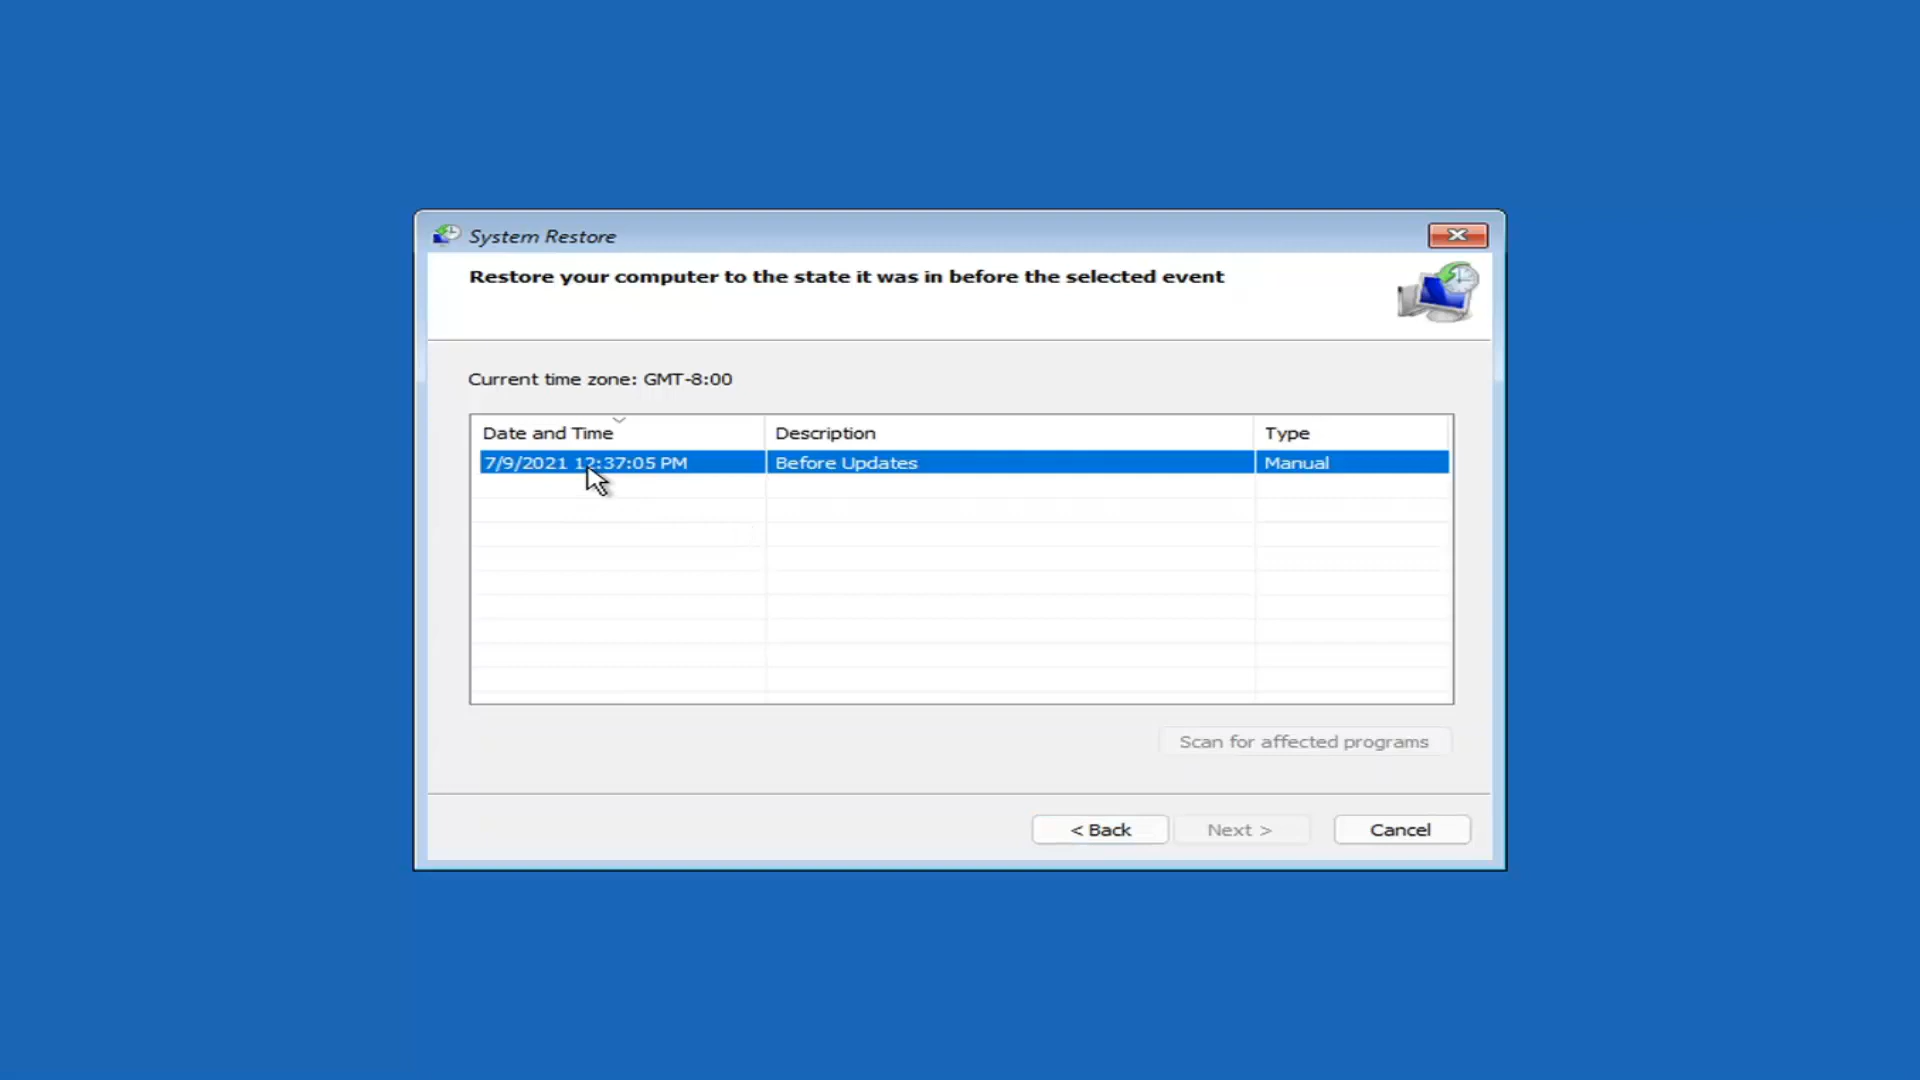 System Restore
Restore your computer to the state it was in before the selected event
Current time zone: GMT-8:00
Date and Time Description Type
7/9/2021 12:37:05 PM Before Updates Manual
Scan for affected programs
< Back Next > Cancel